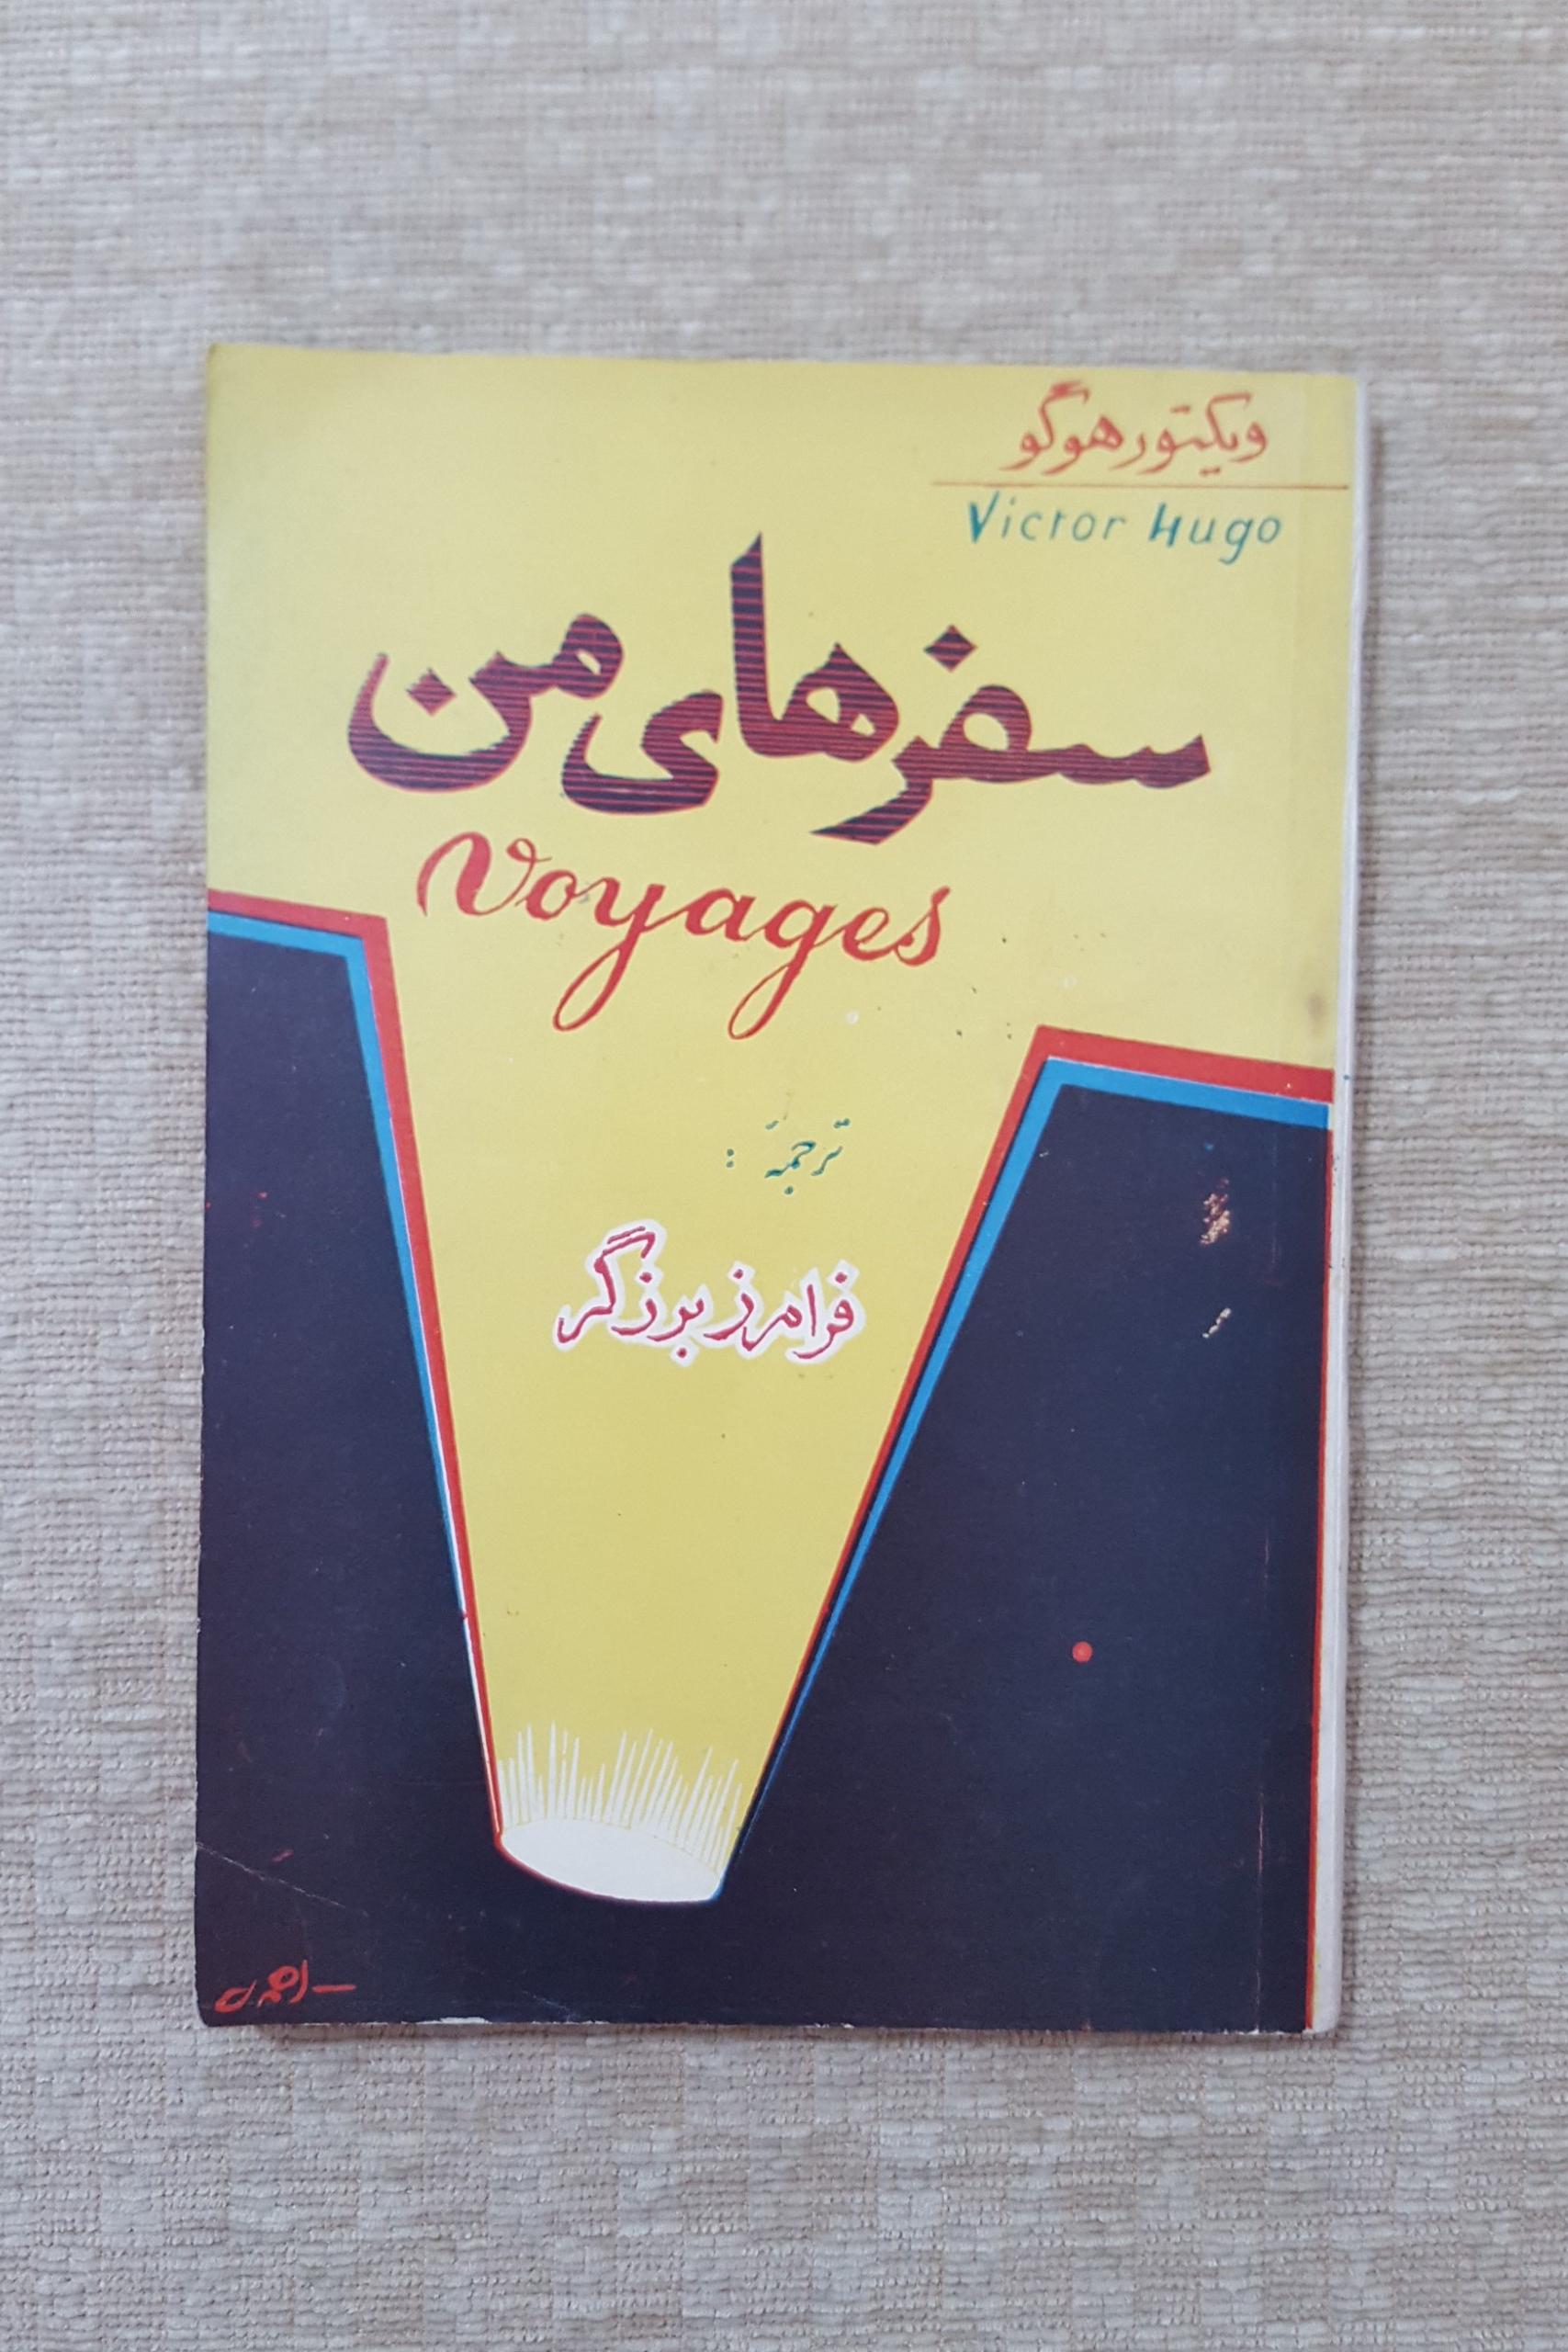 ویکتور هوگو
Victor Hugo
سفرهای من
Voyages
ترجمهٔ :
فرامرز برزگر